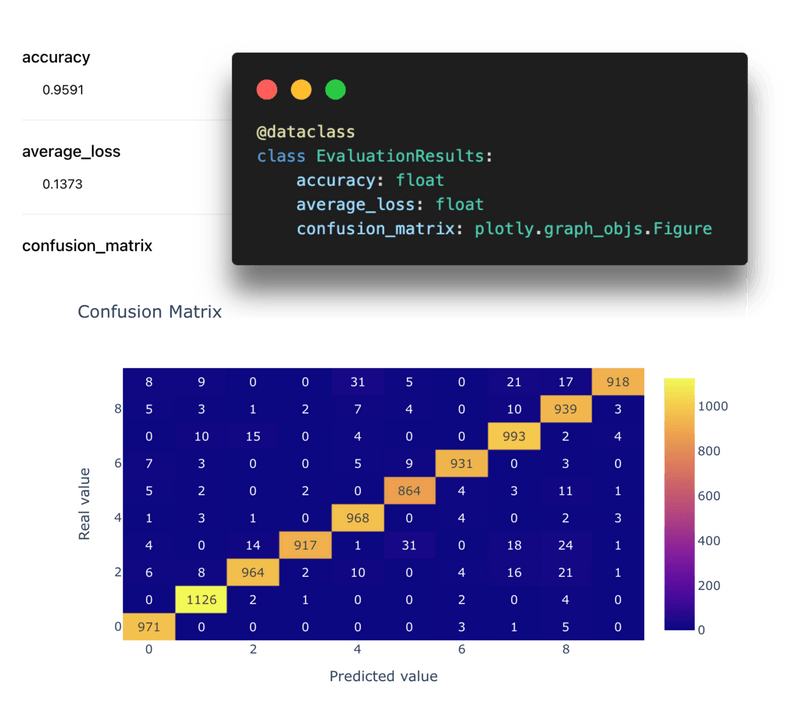 accuracy
0.9591
average_loss
0.1373
confusion_matrix
@dataclass
class EvaluationResults:
    accuracy: float
    average_loss: float
    confusion_matrix: plotly.graph_objs.Figure
Confusion Matrix
8 9 0 0 31 5 0 21 17 918
8 5 3 1 2 7 4 0 10 939 3
0 10 15 0 4 0 0 993 2 4
6 7 3 0 0 5 9 931 0 3 0
5 2 0 2 0 864 4 3 11 1
4 1 3 1 0 968 0 4 0 2 3
4 0 14 917 1 31 0 18 24 1
2 6 8 964 2 10 0 4 16 21 1
0 1126 2 1 0 0 2 0 4 0
0 971 0 0 0 0 0 3 1 5 0
0 2 4 6 8
Real value
Predicted value
1000
800
600
400
200
0